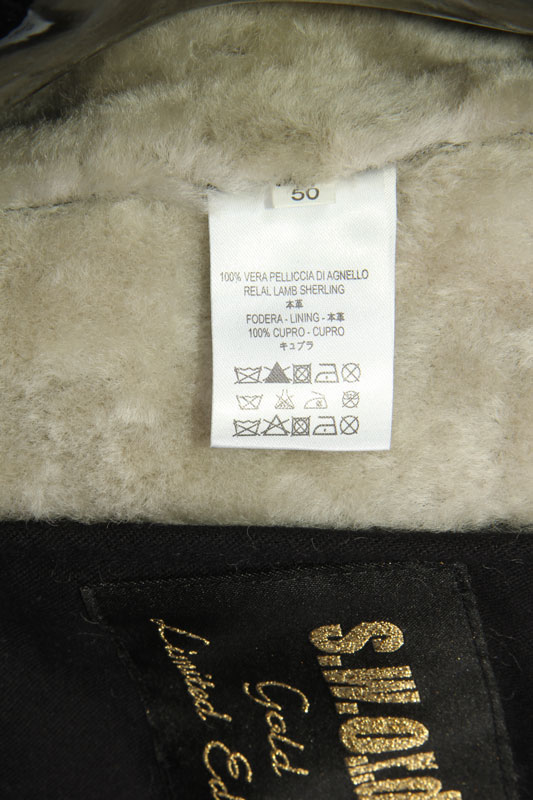 50
100% VERA PELLICCIA DI AGNELLO
RELAL LAMB SHERLING
本革
FODERA - LINING - 本革
100% CUPRO - CUPRO
キュプラ
S.W.O.R.
Gold
Limited Ed